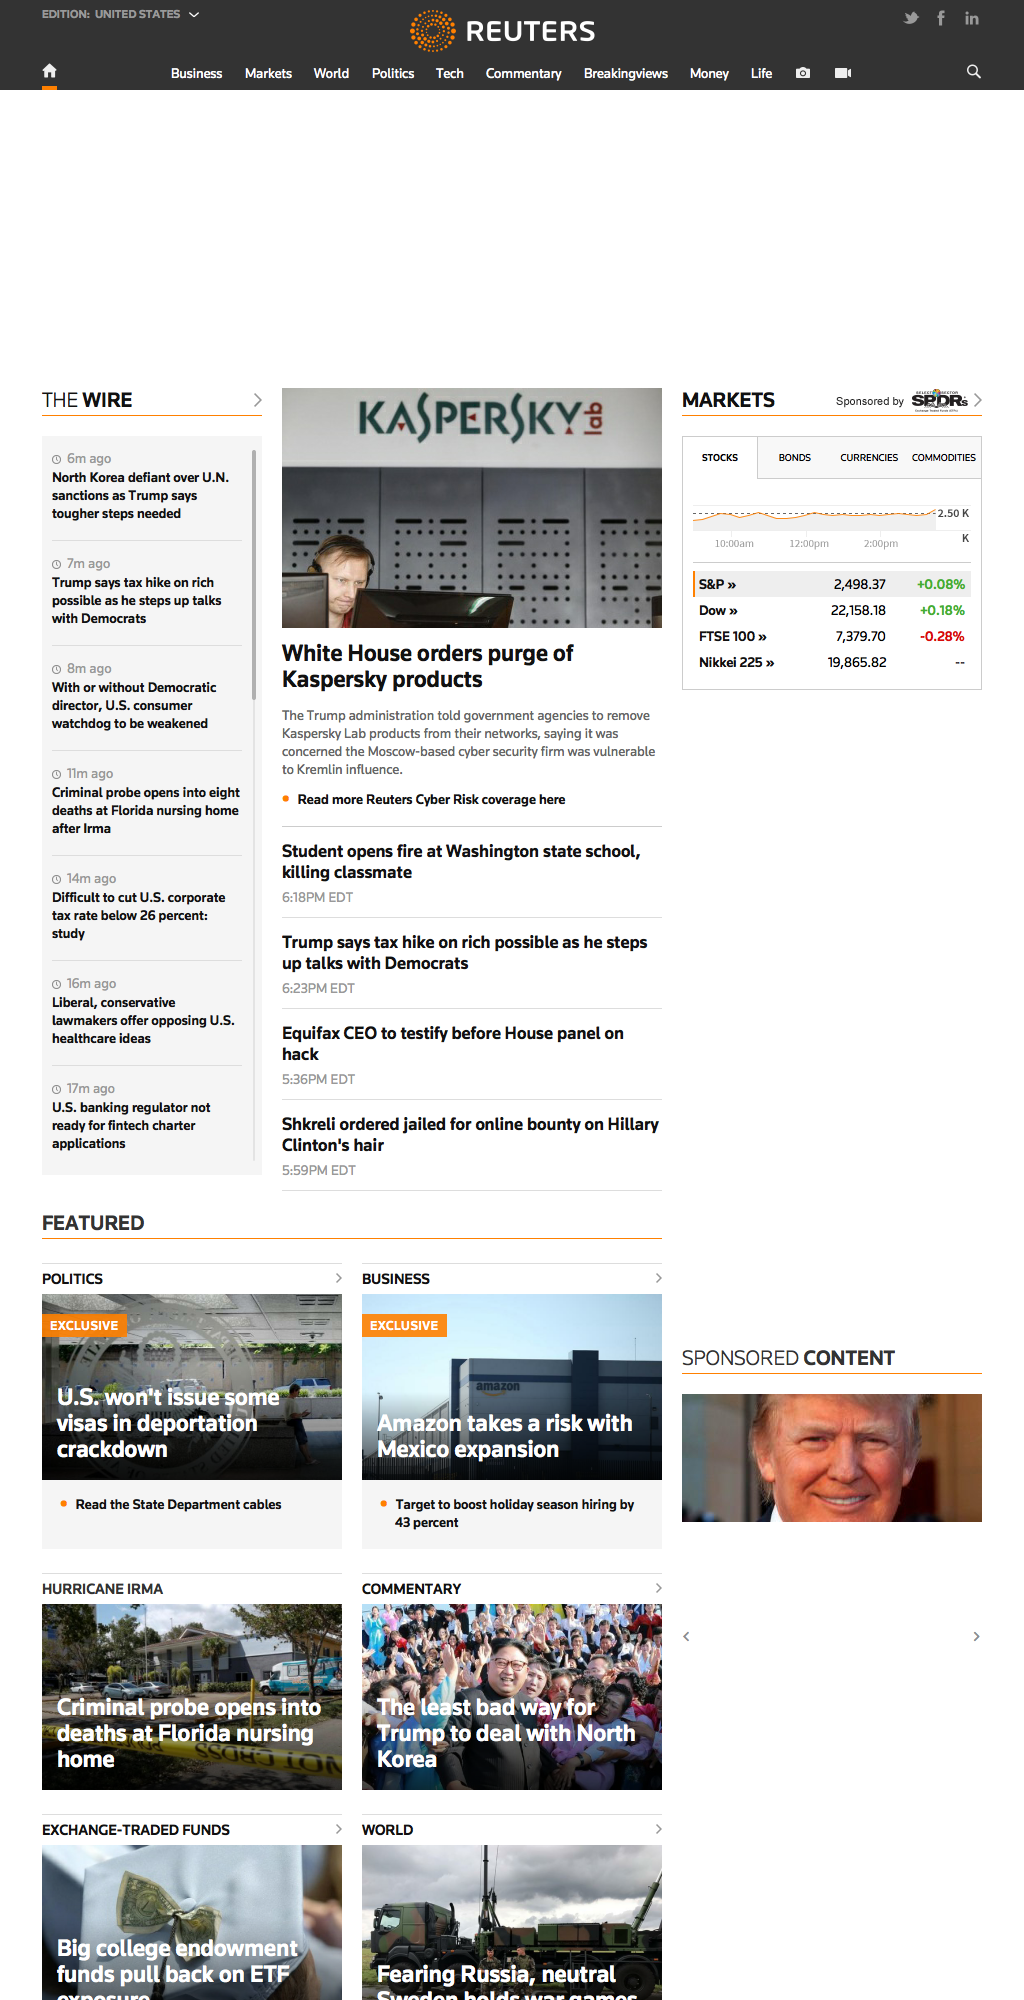 EDITION: UNITED STATES
REUTERS
Business Markets World Politics Tech Commentary Breakingviews Money Life
THE WIRE
6m ago
North Korea defiant over U.N.
sanctions as Trump says
tougher steps needed
7m ago
Trump says tax hike on rich
possible as he steps up talks
with Democrats
8m ago
With or without Democratic
director, U.S. consumer
watchdog to be weakened
11m ago
Criminal probe opens into eight
deaths at Florida nursing home
after Irma
14m ago
Difficult to cut U.S. corporate
tax rate below 26 percent:
study
16m ago
Liberal, conservative
lawmakers offer opposing U.S.
healthcare ideas
17m ago
U.S. banking regulator not
ready for fintech charter
applications
KASPERSKY lab
White House orders purge of
Kaspersky products
The Trump administration told government agencies to remove
Kaspersky Lab products from their networks, saying it was
concerned the Moscow-based cyber security firm was vulnerable
to Kremlin influence.
Read more Reuters Cyber Risk coverage here
Student opens fire at Washington state school,
killing classmate
6:18PM EDT
Trump says tax hike on rich possible as he steps
up talks with Democrats
6:23PM EDT
Equifax CEO to testify before House panel on
hack
5:36PM EDT
Shkreli ordered jailed for online bounty on Hillary
Clinton's hair
5:59PM EDT
MARKETS
Sponsored by SPDRs
STOCKS BONDS CURRENCIES COMMODITIES
2.50 K
K
10:00am 12:00pm 2:00pm
S&P » 2,498.37 +0.08%
Dow » 22,158.18 +0.18%
FTSE 100 » 7,379.70 -0.28%
Nikkei 225 » 19,865.82 --
FEATURED
POLITICS
EXCLUSIVE
U.S. won't issue some
visas in deportation
crackdown
Read the State Department cables
BUSINESS
EXCLUSIVE
amazon
Amazon takes a risk with
Mexico expansion
Target to boost holiday season hiring by
43 percent
SPONSORED CONTENT
HURRICANE IRMA
Criminal probe opens into
deaths at Florida nursing
home
COMMENTARY
The least bad way for
Trump to deal with North
Korea
EXCHANGE-TRADED FUNDS
Big college endowment
funds pull back on ETF
exposure
WORLD
Fearing Russia, neutral
Sweden holds war games